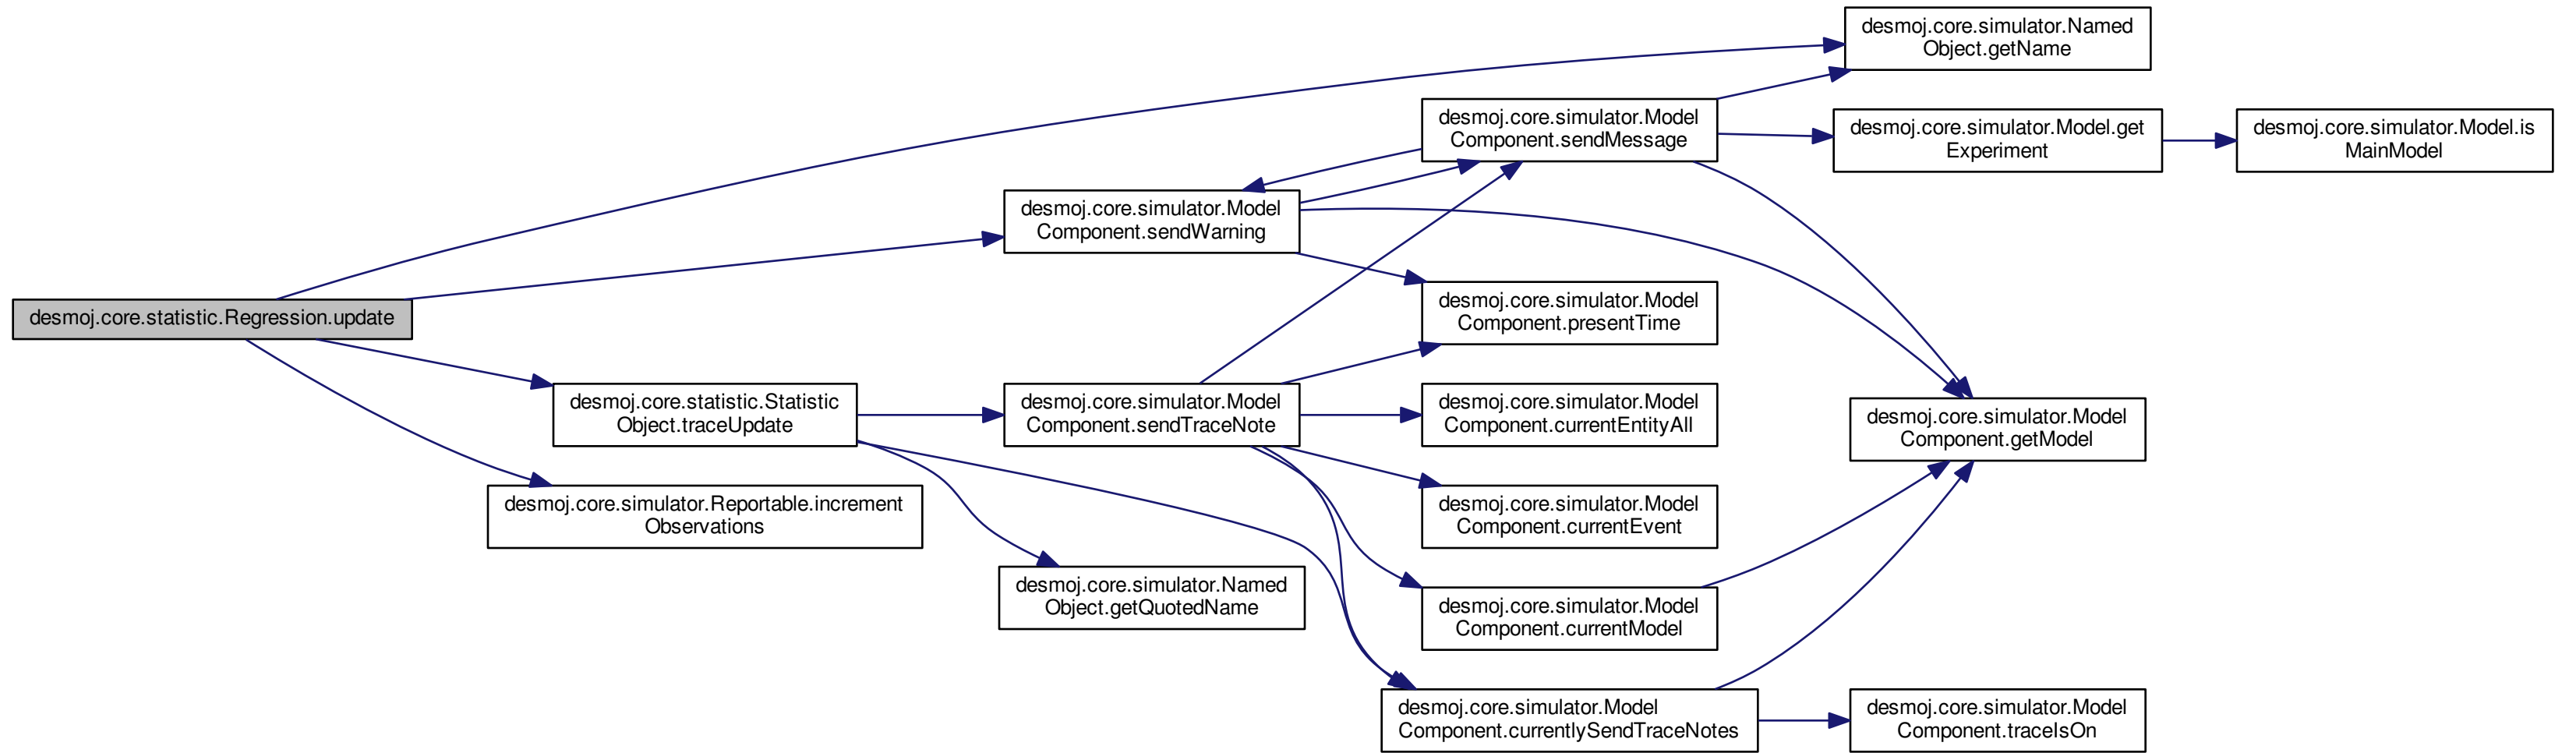 desmoj.core.simulator.Named
Object.getName
desmoj.core.simulator.Model
Component.sendMessage
desmoj.core.simulator.Model.get
Experiment
desmoj.core.simulator.Model.is
MainModel
desmoj.core.simulator.Model
Component.sendWarning
desmoj.core.statistic.Regression.update
desmoj.core.simulator.Model
Component.presentTime
desmoj.core.statistic.Statistic
Object.traceUpdate
desmoj.core.simulator.Model
Component.sendTraceNote
desmoj.core.simulator.Model
Component.currentEntityAll
desmoj.core.simulator.Model
Component.getModel
desmoj.core.simulator.Reportable.increment
Observations
desmoj.core.simulator.Model
Component.currentEvent
desmoj.core.simulator.Named
Object.getQuotedName
desmoj.core.simulator.Model
Component.currentModel
desmoj.core.simulator.Model
Component.currentlySendTraceNotes
desmoj.core.simulator.Model
Component.traceIsOn